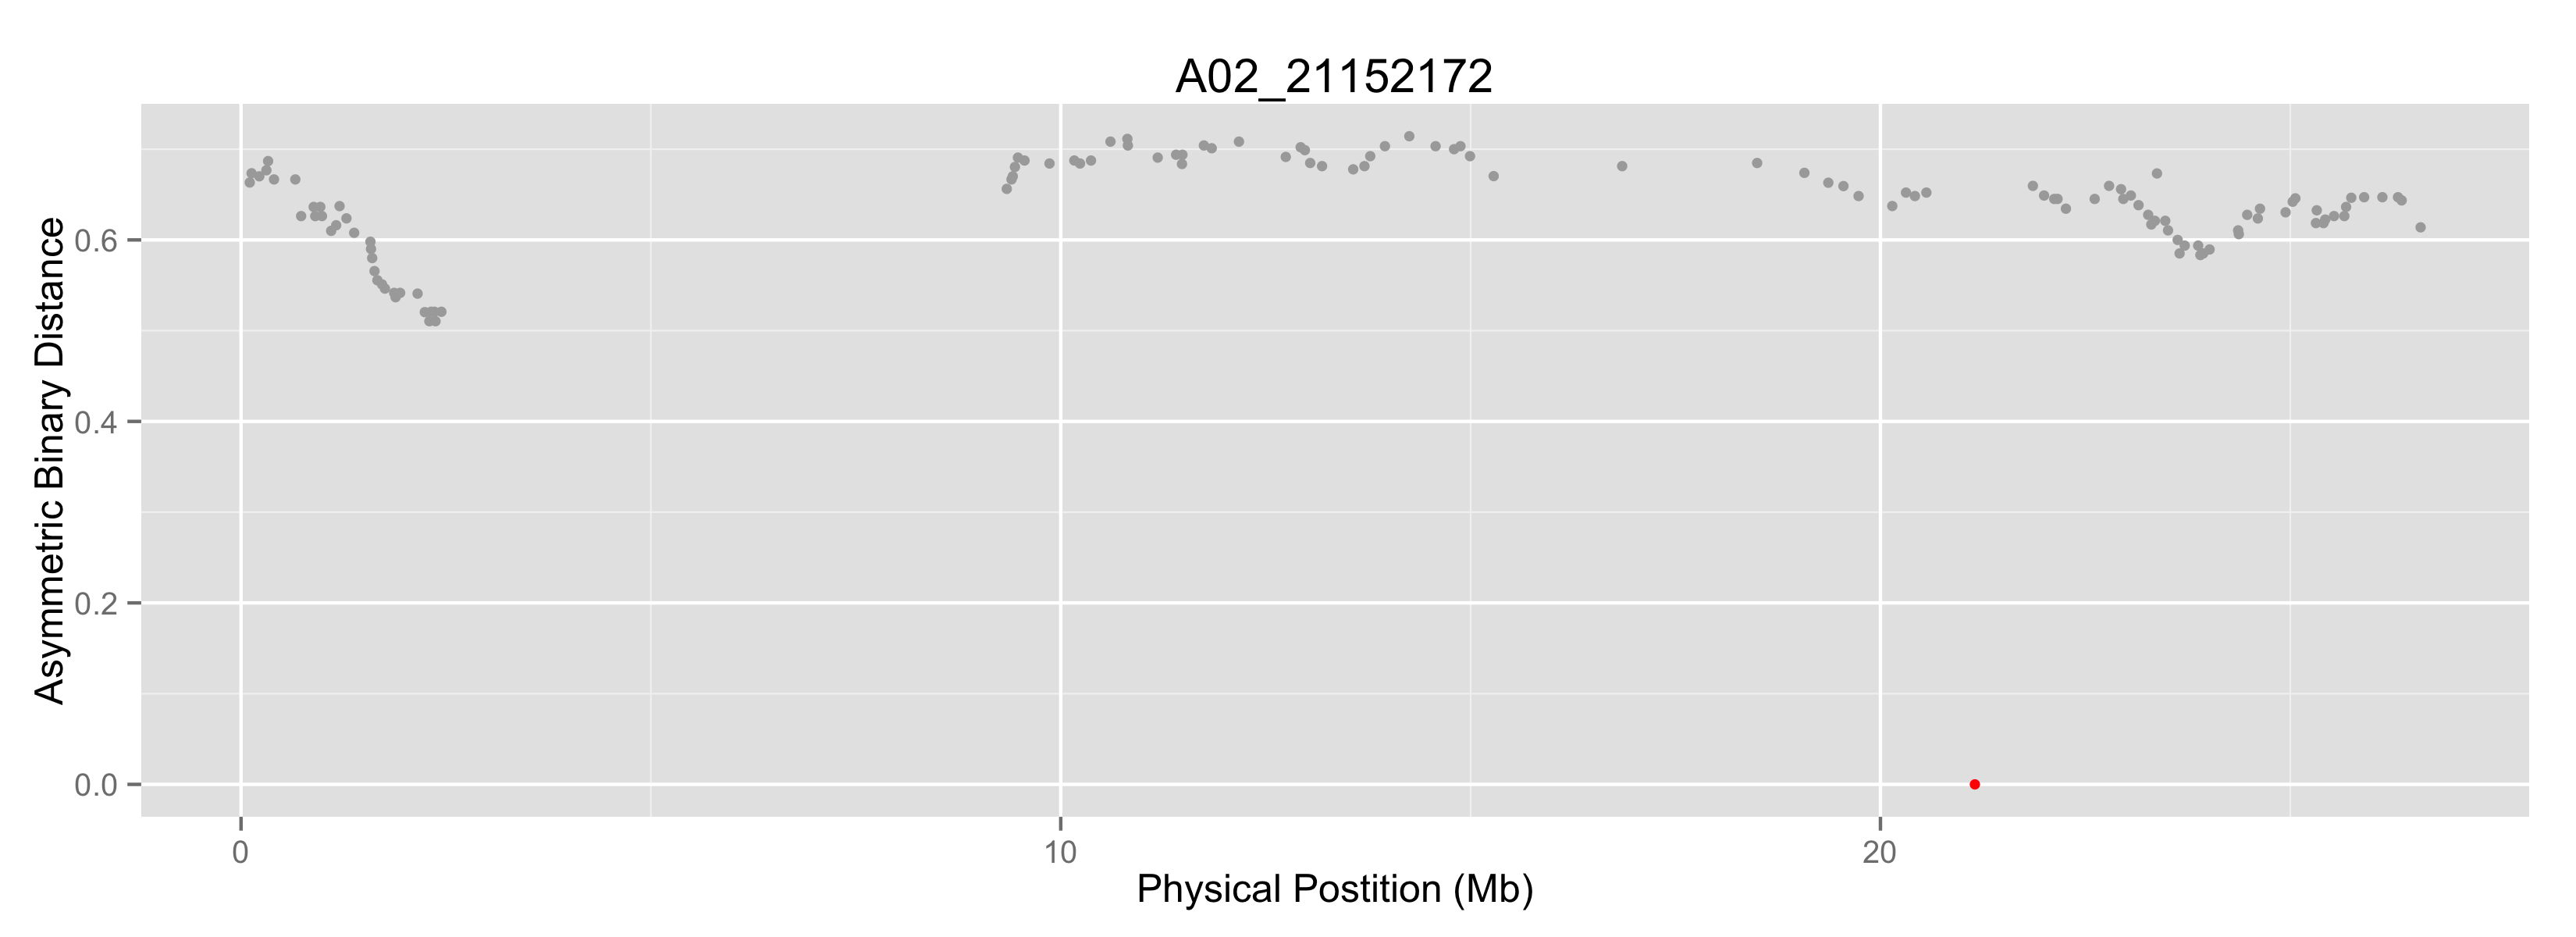 A02_21152172
Asymmetric Binary Distance
0.6
0.4
0.2
0.0
0 10 20
Physical Postition (Mb)